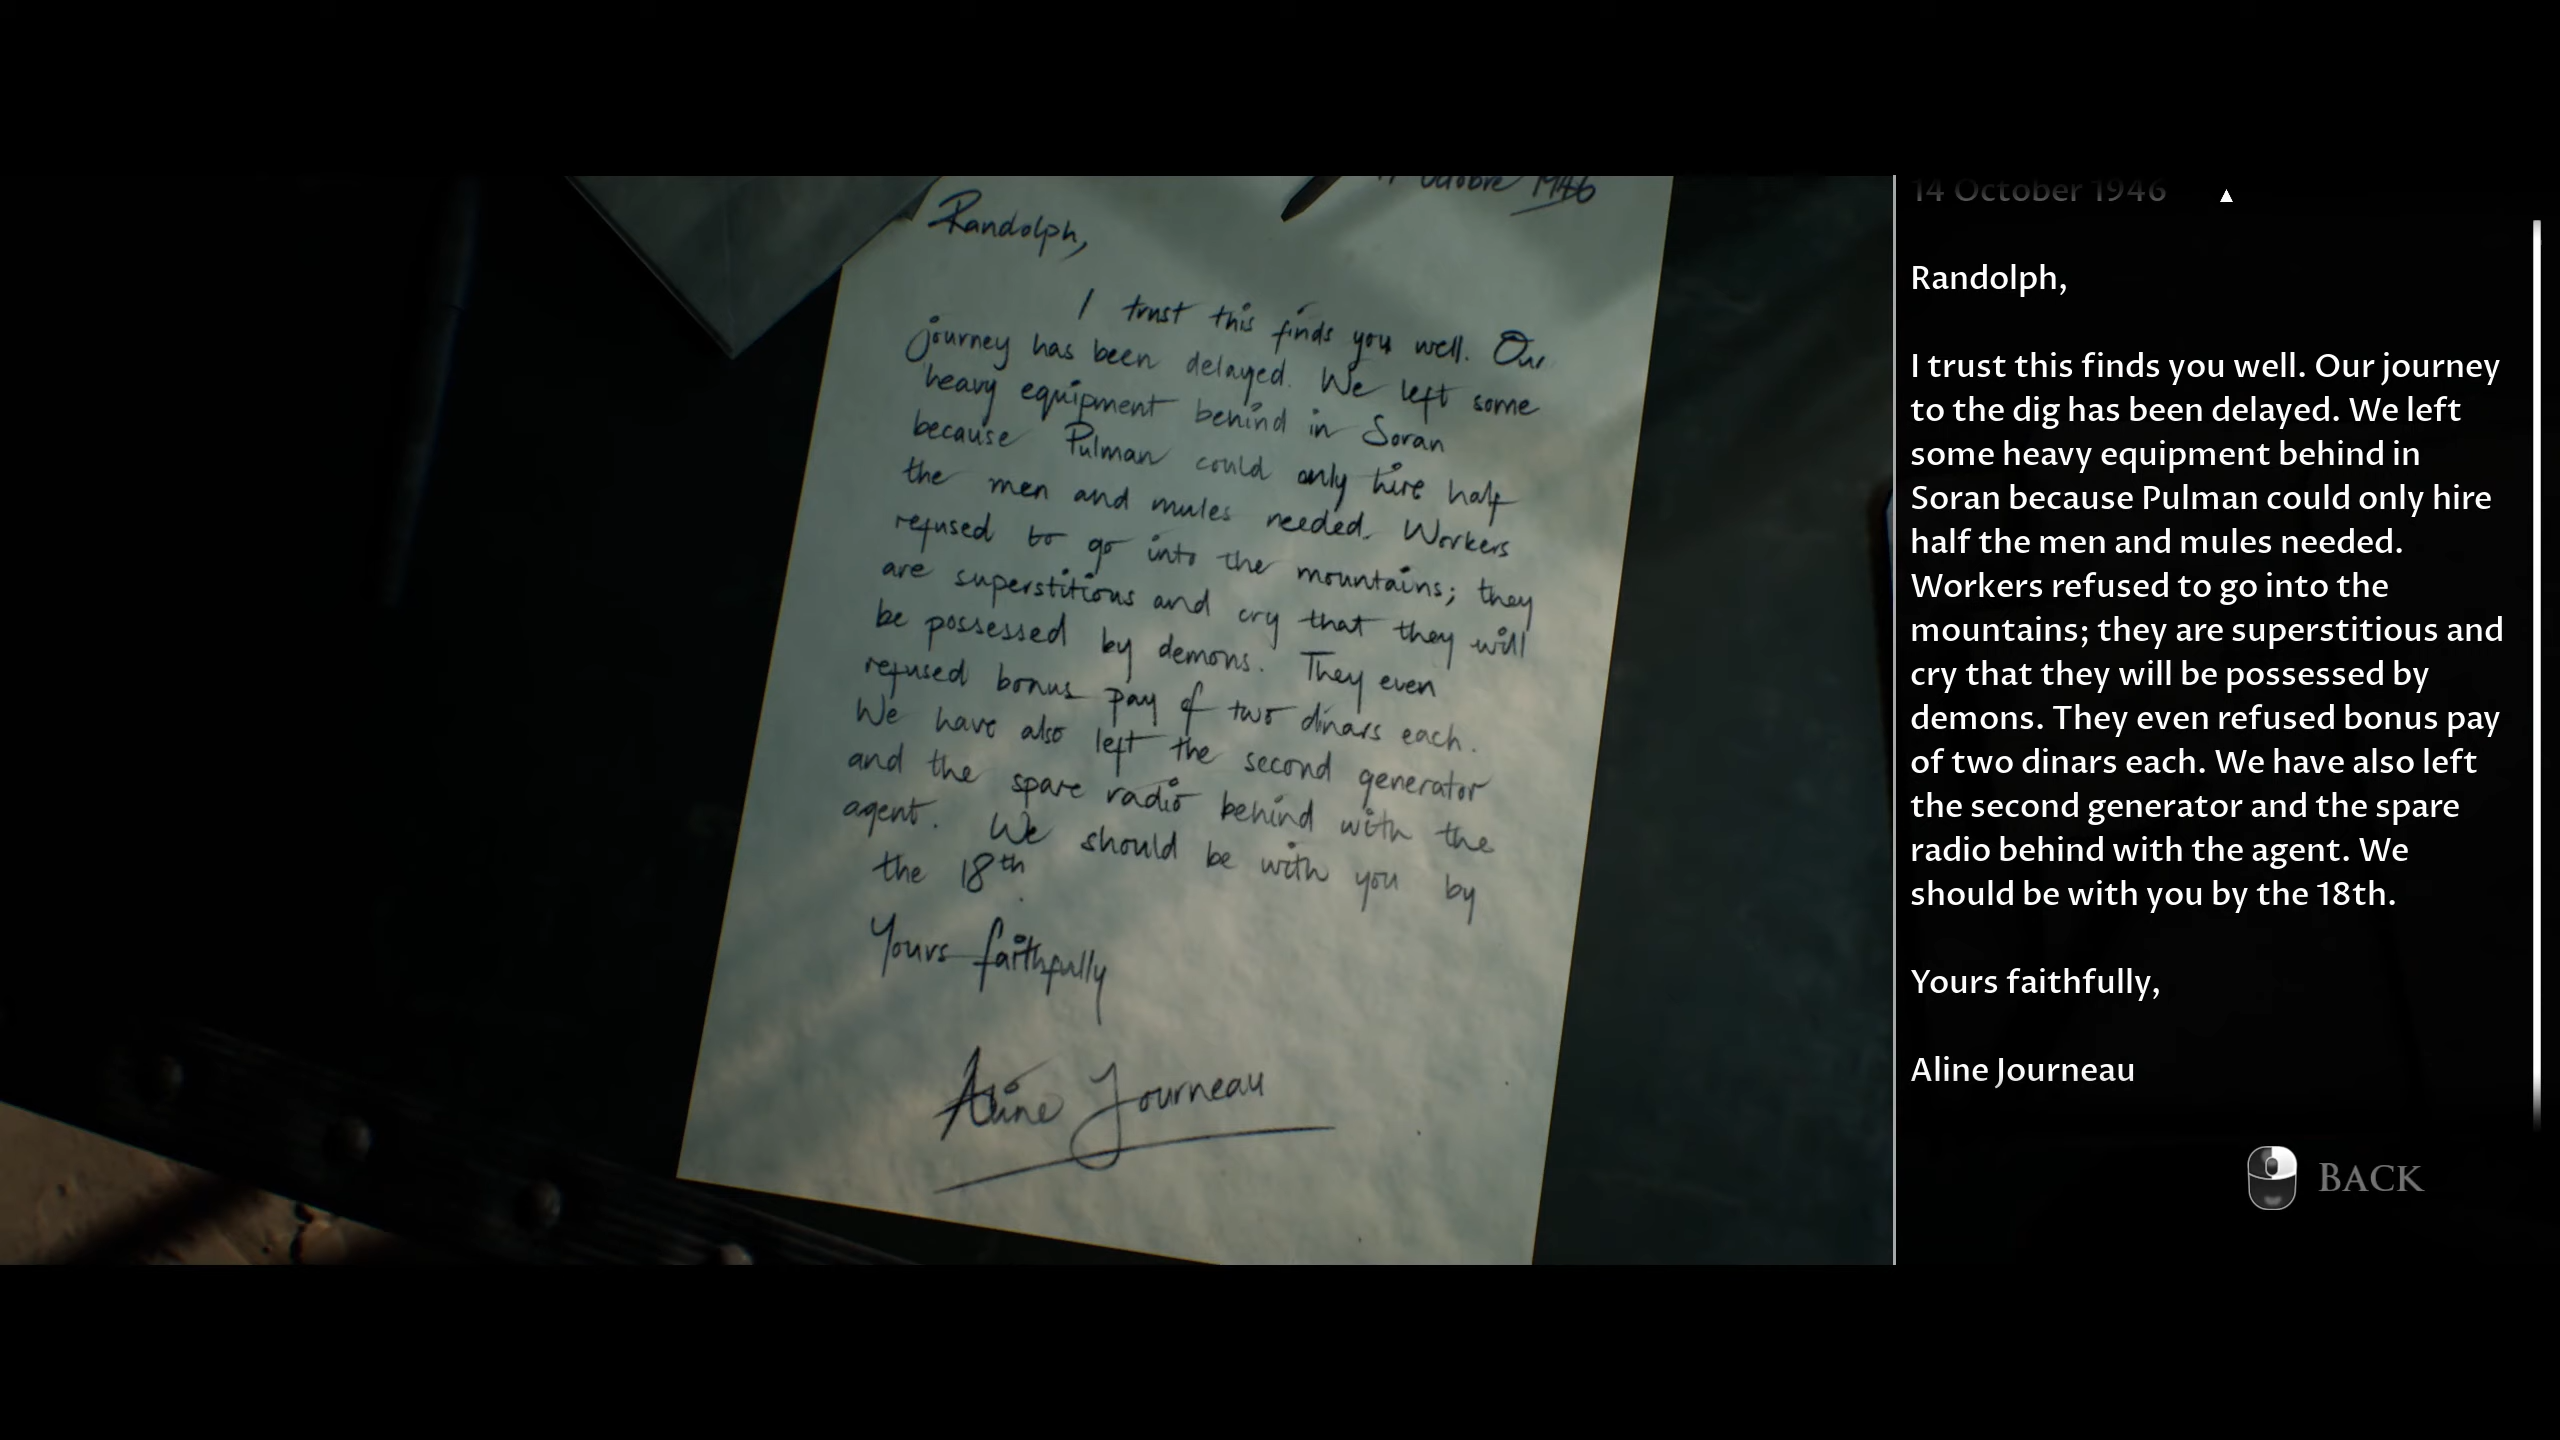 octobre 1946
Randolph,
I trust this finds you well. Our
journey has been delayed. We left some
heavy equipment behind in Soran
because Pulman could only hire half
the men and mules needed. Workers
refused to go into the mountains; they
are superstitious and cry that they will
be possessed by demons. They even
refused bonus pay of two dinars each.
We have also left the second generator
and the spare radio behind with the
agent. We should be with you by
the 18th.
Yours faithfully
Aline Journeau
14 October 1946
Randolph,
I trust this finds you well. Our journey
to the dig has been delayed. We left
some heavy equipment behind in
Soran because Pulman could only hire
half the men and mules needed.
Workers refused to go into the
mountains; they are superstitious and
cry that they will be possessed by
demons. They even refused bonus pay
of two dinars each. We have also left
the second generator and the spare
radio behind with the agent. We
should be with you by the 18th.
Yours faithfully,
Aline Journeau
BACK